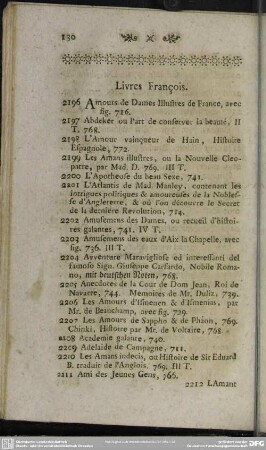 130
Livres François.
2196 Amours de Dames Illustres de France, avec
fig. 716.
2197 Abdeker ou l'art de conserver la beauté, II
T. 768.
2198 L'Amour vainqueur de Hain, Histoire
Espagnole, 772.
2199 Les Amans illustres, ou la Nouvelle Cleo-
patre, par Mad. D. 769. III T.
2200 L'Apotheose du beau Sexe, 741.
2201 L'Atlantis de Mad. Manley, contenant les
intrigues politiques & amoureuses de la Nobles-
se d'Angleterre, & où l'on découvre le Secret
de la derniére Revolution, 724.
2202 Amusemens des Dames, ou recueil d'histoi-
res galantes, 741. IV T.
2203 Amusemens des eaux d'Aix la Chapelle, avec
fig. 736. III T.
2204 Avventure Maravigliose ed interessanti del
famoso Sign. Giuseppe Carfardo, Nobile Roma-
no, mit deutschen Noten, 768.
2205 Anecdotes de la Cour de Dom Jean, Roi de
Navarre, 744. Memoires de Mr. Duliz, 739.
2206 Les Amours d'Ismenen & d'Ismenias, par
Mr. de Beauchamp, avec fig. 729.
2207 Les Amours de Sapphis & de Phaon, 769.
Chinki, Histoire par Mr. de Voltaire, 768
2208 Academie galante, 740.
2209 Adelaide de Campagne, 711.
2210 Les Amans indecis, ou Histoire de Sir Eduard
B. traduit de l'Anglois. 769. III T.
2211 Ami des Jeunes Gens, 766.
2212 L'Amant